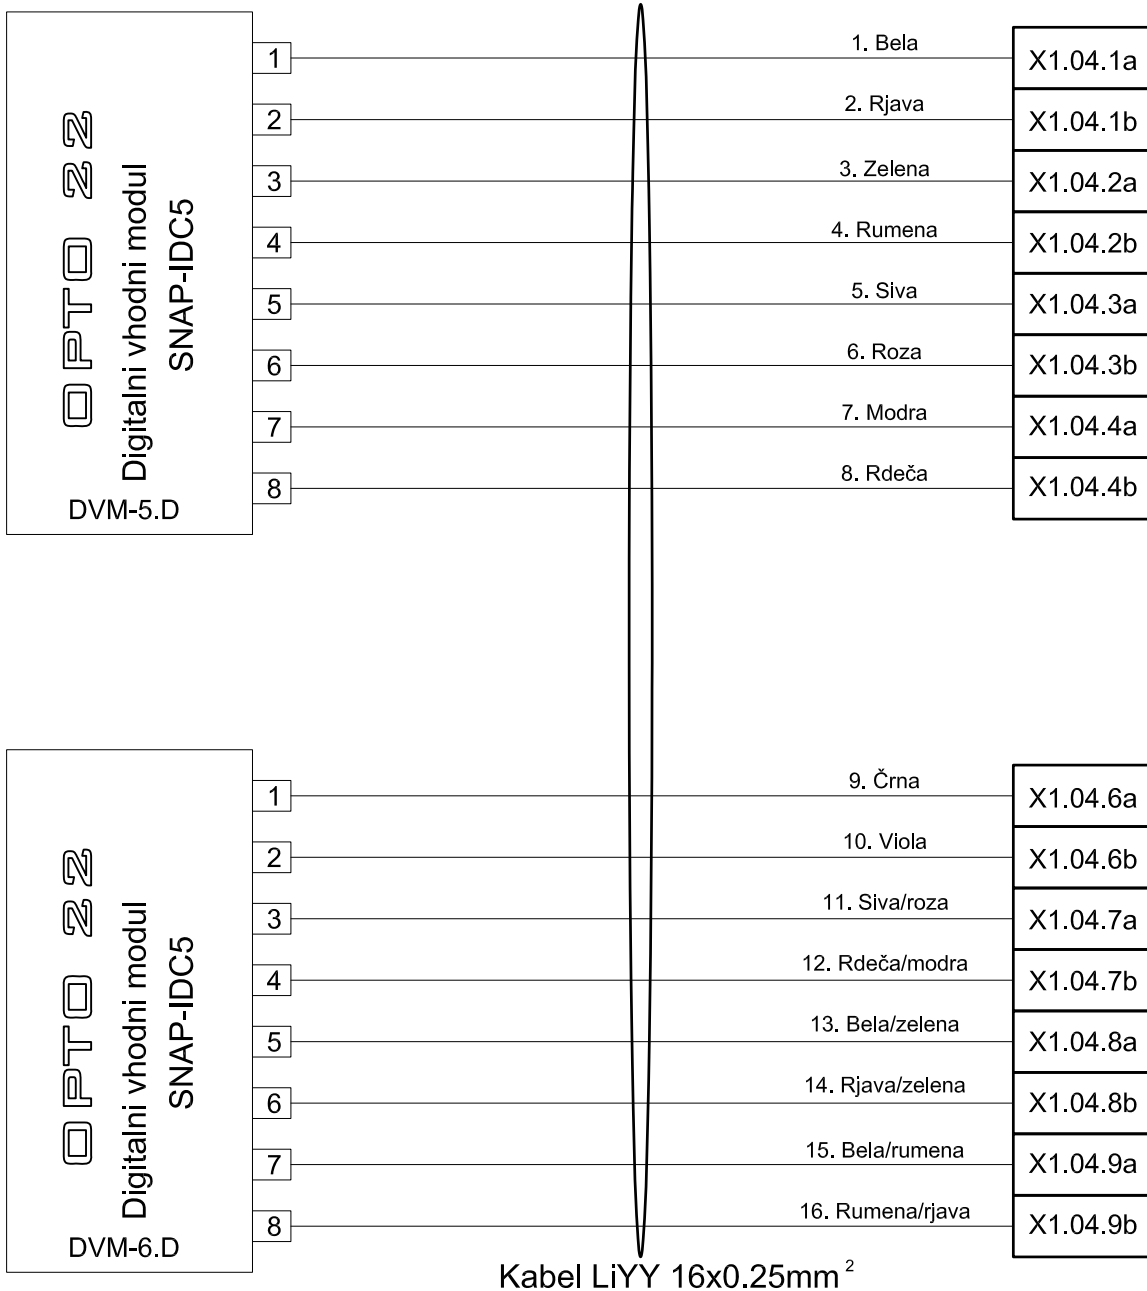 OPTO 22
Digitalni vhodni modul
SNAP-IDC5
DVM-5.D
1 1. Bela X1.04.1a
2 2. Rjava X1.04.1b
3 3. Zelena X1.04.2a
4 4. Rumena X1.04.2b
5 5. Siva X1.04.3a
6 6. Roza X1.04.3b
7 7. Modra X1.04.4a
8 8. Rdeča X1.04.4b
OPTO 22
Digitalni vhodni modul
SNAP-IDC5
DVM-6.D
1 9. Črna X1.04.6a
2 10. Viola X1.04.6b
3 11. Siva/roza X1.04.7a
4 12. Rdeča/modra X1.04.7b
5 13. Bela/zelena X1.04.8a
6 14. Rjava/zelena X1.04.8b
7 15. Bela/rumena X1.04.9a
8 16. Rumena/rjava X1.04.9b
Kabel LiYY 16x0.25mm²